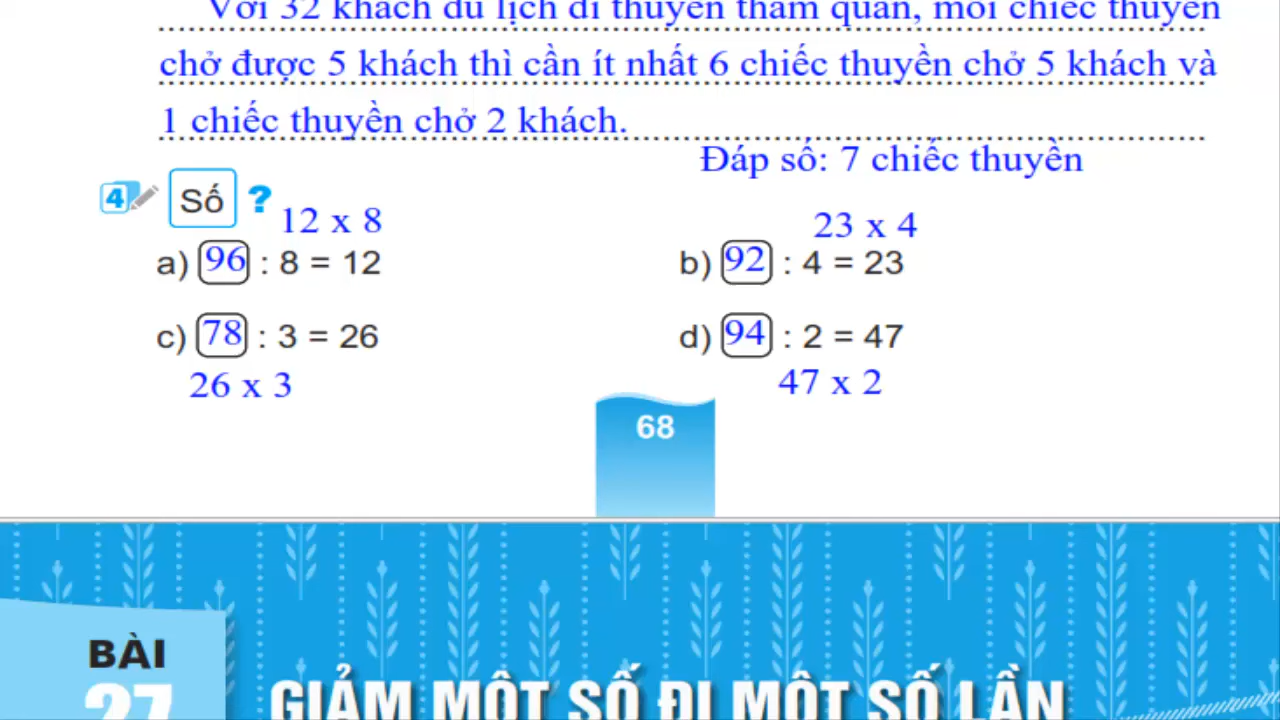 Với 32 khách du lịch đi thuyền tham quan, mỗi chiếc thuyền
chở được 5 khách thì cần ít nhất 6 chiếc thuyền chở 5 khách và
1 chiếc thuyền chở 2 khách.
Đáp số: 7 chiếc thuyền
4 Số ?
12 x 8
23 x 4
a) 96 : 8 = 12
b) 92 : 4 = 23
c) 78 : 3 = 26
d) 94 : 2 = 47
26 x 3
47 x 2
68
BÀI
27
GIẢM MỘT SỐ ĐI MỘT SỐ LẦN